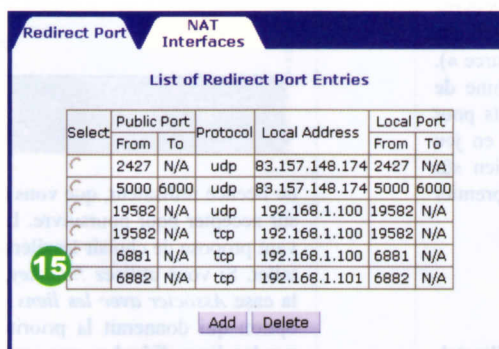 Redirect Port
NAT
Interfaces
List of Redirect Port Entries
Select Public Port Protocol Local Address Local Port
From To From To
2427 N/A udp 83.157.148.174 2427 N/A
5000 6000 udp 83.157.148.174 5000 6000
19582 N/A udp 192.168.1.100 19582 N/A
19582 N/A tcp 192.168.1.100 19582 N/A
6881 N/A tcp 192.168.1.100 6881 N/A
15
6882 N/A tcp 192.168.1.101 6882 N/A
Add Delete